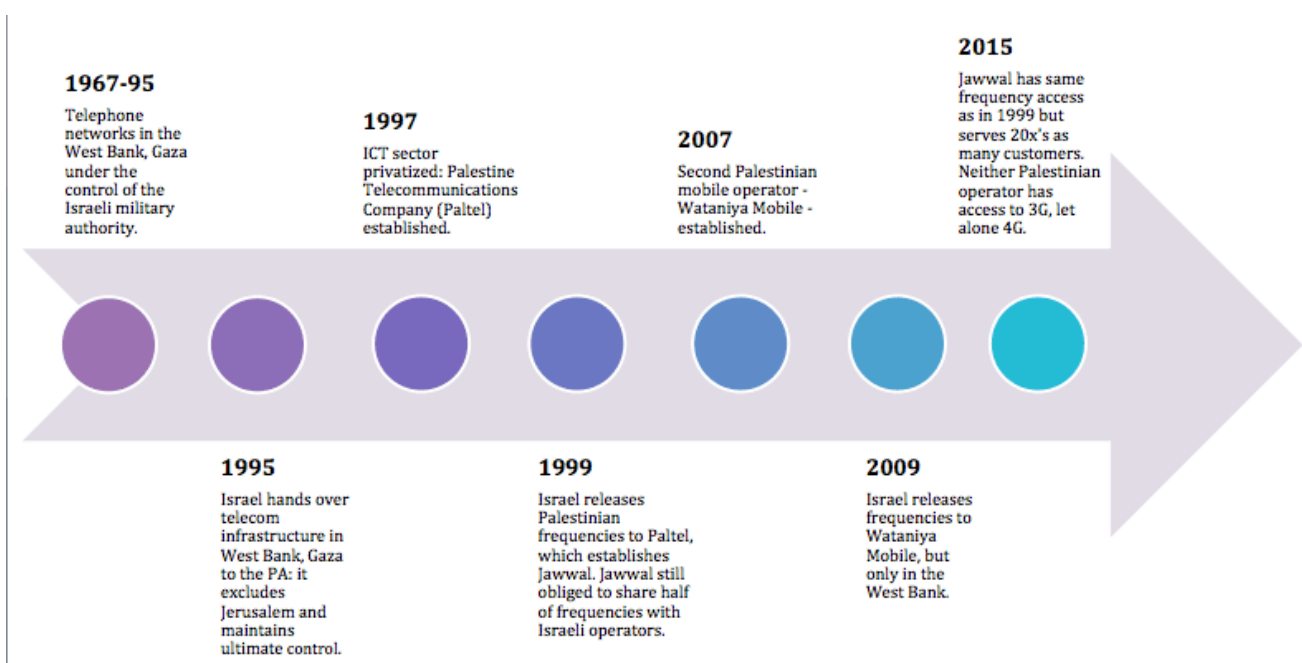 1967-95
Telephone
networks in the
West Bank, Gaza
under the
control of the
Israeli military
authority.
1995
Israel hands over
telecom
infrastructure in
West Bank, Gaza
to the PA: it
excludes
Jerusalem and
maintains
ultimate control.
1997
ICT sector
privatized: Palestine
Telecommunications
Company (Paltel)
established.
1999
Israel releases
Palestinian
frequencies to Paltel,
which establishes
Jawwal. Jawwal still
obliged to share half
of frequencies with
Israeli operators.
2007
Second Palestinian
mobile operator -
Wataniya Mobile -
established.
2009
Israel releases
frequencies to
Wataniya
Mobile, but
only in the
West Bank.
2015
Jawwal has same
frequency access
as in 1999 but
serves 20x's as
many customers.
Neither Palestinian
operator has
access to 3G, let
alone 4G.